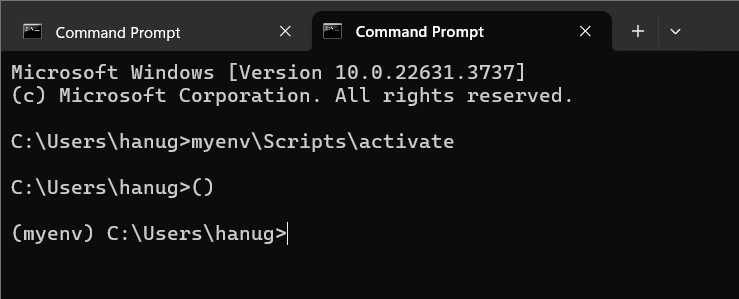 Command Prompt
Command Prompt
Microsoft Windows [Version 10.0.22631.3737]
(c) Microsoft Corporation. All rights reserved.
C:\Users\hanug>myenv\Scripts\activate
C:\Users\hanug>()
(myenv) C:\Users\hanug>